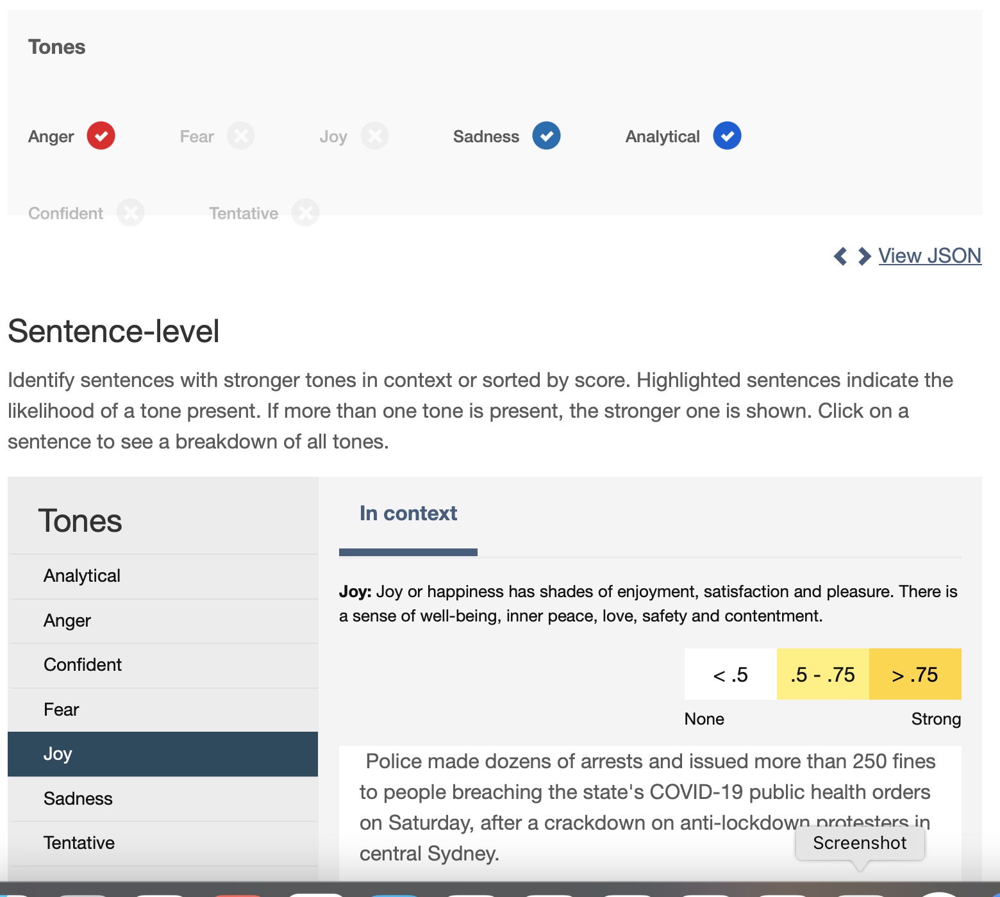 Tones
Anger Fear Joy Sadness Analytical
Confident Tentative
View JSON
Sentence-level
Identify sentences with stronger tones in context or sorted by score. Highlighted sentences indicate the
likelihood of a tone present. If more than one tone is present, the stronger one is shown. Click on a
sentence to see a breakdown of all tones.
Tones
Analytical
Anger
Confident
Fear
Joy
Sadness
Tentative
In context
Joy: Joy or happiness has shades of enjoyment, satisfaction and pleasure. There is
a sense of well-being, inner peace, love, safety and contentment.
< .5 .5 - .75 > .75
None Strong
Police made dozens of arrests and issued more than 250 fines
to people breaching the state's COVID-19 public health orders
on Saturday, after a crackdown on anti-lockdown protesters in
central Sydney.
Screenshot